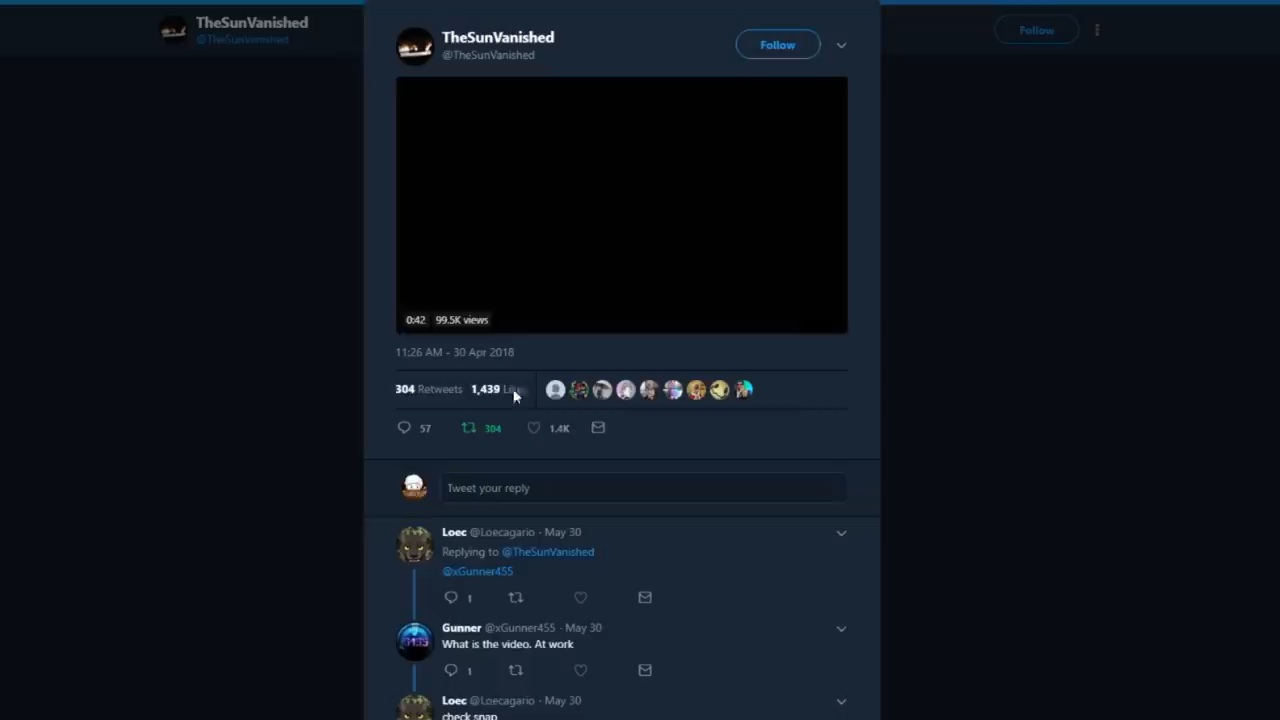 TheSunVanished
@TheSunVanished
Follow
TheSunVanished
@TheSunVanished
Follow
0:42 99.5K views
11:26 AM - 30 Apr 2018
304 Retweets 1,439
57 304 1.4K
Tweet your reply
Loec @Loecagario · May 30
Replying to @TheSunVanished
@xGunner455
1
Gunner @xGunner455 · May 30
What is the video. At work
1
Loec @Loecagario · May 30
check snap